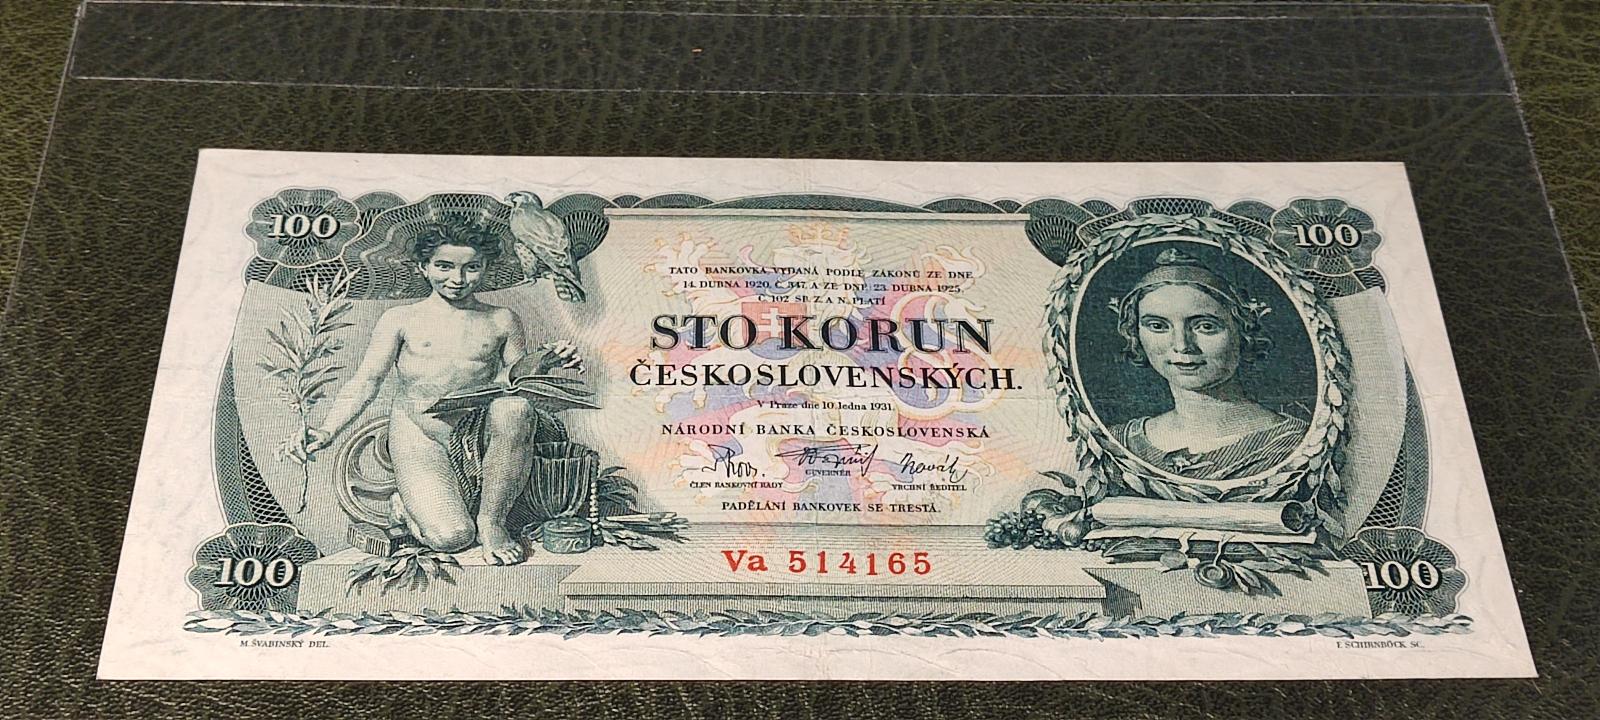 100
100
TATO BANKOVKA VYDANÁ PODLE ZÁKONŮ ZE DNE
14. DUBNA 1920, Č. 347, A ZE DNE 23. DUBNA 1925,
Č. 102 SB. Z. A N. PLATÍ
STO KORUN
ČESKOSLOVENSKÝCH.
V Praze dne 10. ledna 1931.
NÁRODNÍ BANKA ČESKOSLOVENSKÁ
GUVERNÉR
ČLEN BANKOVNÍ RADY
VRCHNÍ ŘEDITEL
PADĚLÁNÍ BANKOVEK SE TRESTÁ.
Va 514165
100
100
M. ŠVABINSKÝ DEL.
F. SCHIRNBÖCK SC.